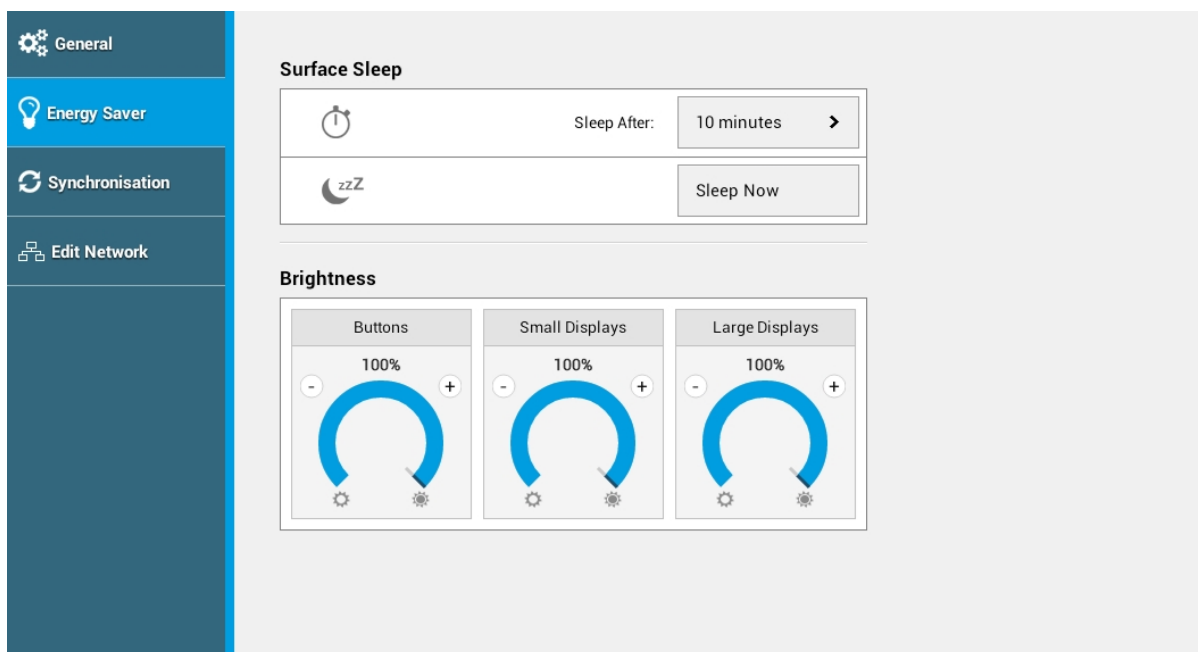 General
Energy Saver
Synchronisation
Edit Network
Surface Sleep
Sleep After: 10 minutes
zzZ
Sleep Now
Brightness
Buttons Small Displays Large Displays
100% 100% 100%
- + - + - +